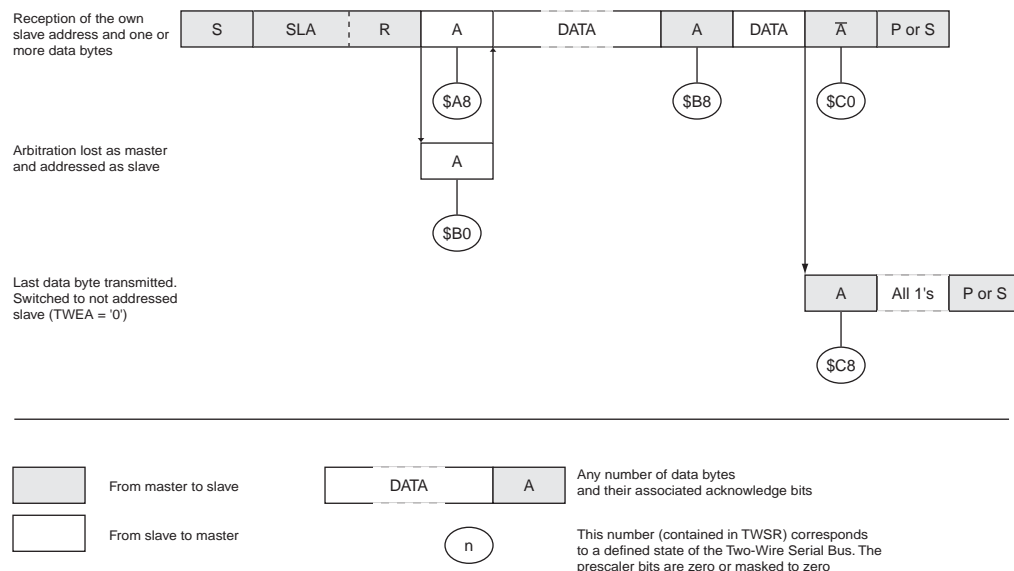 Reception of the own
slave address and one or
more data bytes
S SLA R A DATA A DATA A̅ P or S
$A8 $B8 $C0
Arbitration lost as master
and addressed as slave
A
$B0
Last data byte transmitted.
Switched to not addressed
slave (TWEA = '0')
A All 1's P or S
$C8
From master to slave
DATA A
Any number of data bytes
and their associated acknowledge bits
From slave to master
n
This number (contained in TWSR) corresponds
to a defined state of the Two-Wire Serial Bus. The
prescaler bits are zero or masked to zero